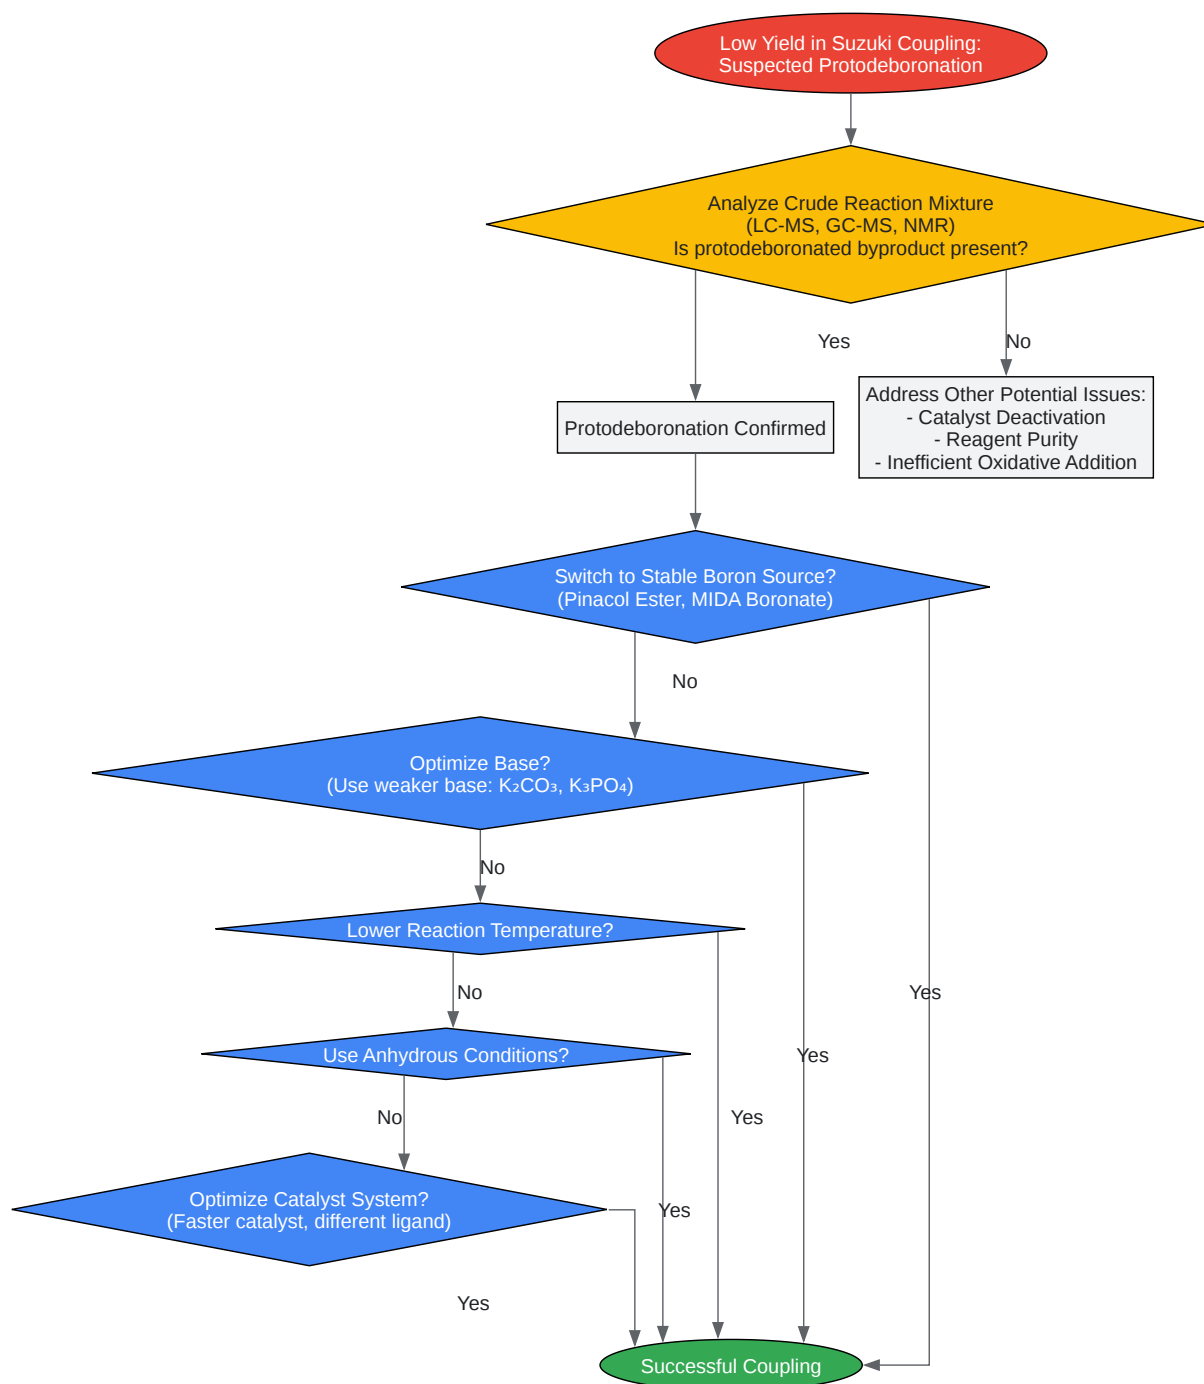 Low Yield in Suzuki Coupling:
Suspected Protodeboronation
Analyze Crude Reaction Mixture
(LC-MS, GC-MS, NMR)
Is protodeboronated byproduct present?
Yes
No
Address Other Potential Issues:
- Catalyst Deactivation
- Reagent Purity
- Inefficient Oxidative Addition
Protodeboronation Confirmed
Switch to Stable Boron Source?
(Pinacol Ester, MIDA Boronate)
No
Optimize Base?
(Use weaker base: K₂CO₃, K₃PO₄)
No
Lower Reaction Temperature?
No
Yes
Use Anhydrous Conditions?
Yes
No
Yes
Optimize Catalyst System?
(Faster catalyst, different ligand)
Yes
Yes
Successful Coupling